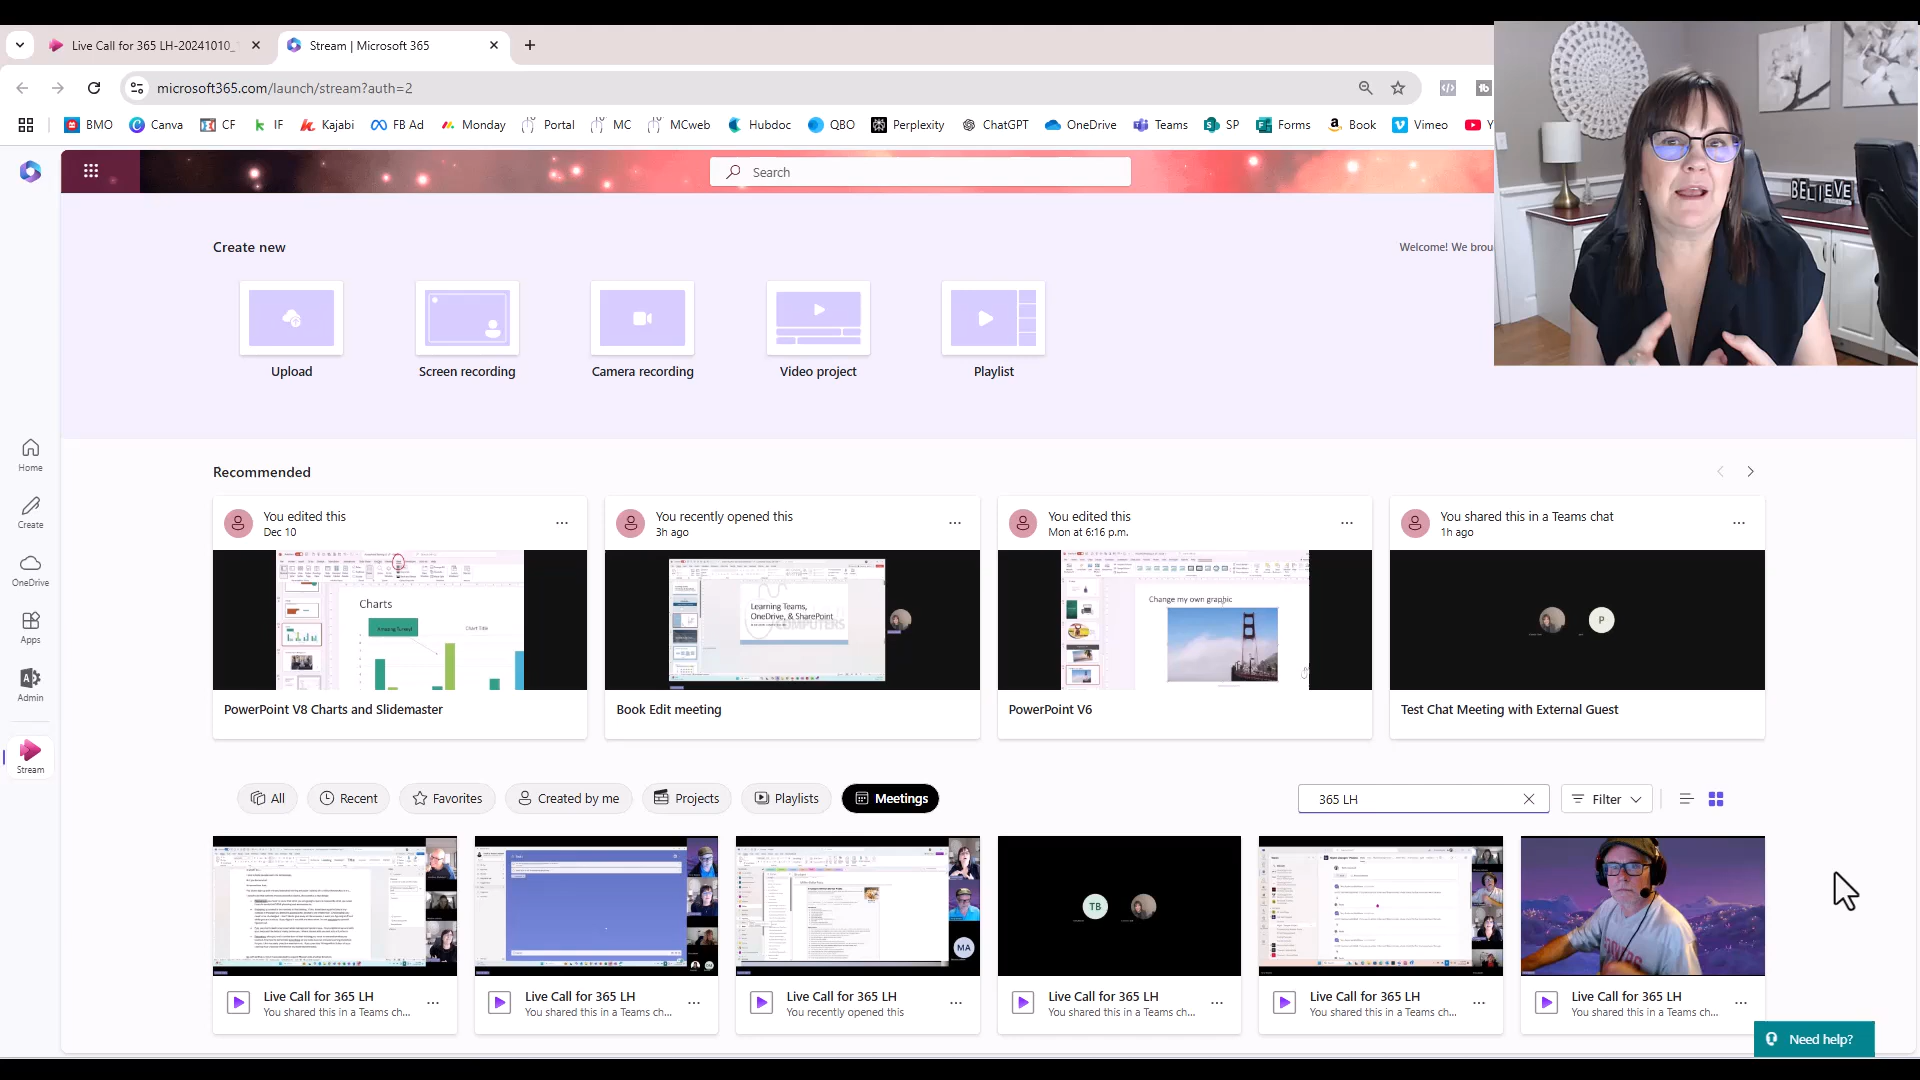 Live Call for 365 LH-20241010_
Stream | Microsoft 365
microsoft365.com/launch/stream?auth=2
BMO
Canva
CF
IF
Kajabi
FB Ad
Monday
Portal
MC
MCweb
Hubdoc
QBO
Perplexity
ChatGPT
OneDrive
Teams
SP
Forms
Book
Vimeo
Y
BELIEVE
Search
Create new
Welcome! We brou
Upload
Screen recording
Camera recording
Video project
Playlist
Home
Create
OneDrive
Apps
Admin
Stream
Recommended
You edited this
Dec 10
Charts
Chart Title
PowerPoint V8 Charts and Slidemaster
You recently opened this
3h ago
Learning Teams,
OneDrive, & SharePoint
COMPUTERS
Book Edit meeting
You edited this
Mon at 6:16 p.m.
Change my own graphic
PowerPoint V6
You shared this in a Teams chat
1h ago
P
Test Chat Meeting with External Guest
All
Recent
Favorites
Created by me
Projects
Playlists
Meetings
365 LH
Filter
Live Call for 365 LH
You shared this in a Teams ch...
Live Call for 365 LH
You shared this in a Teams ch...
MA
Live Call for 365 LH
You recently opened this
TB
Live Call for 365 LH
You shared this in a Teams ch...
Live Call for 365 LH
You shared this in a Teams ch...
Live Call for 365 LH
You shared this in a Teams ch...
Need help?